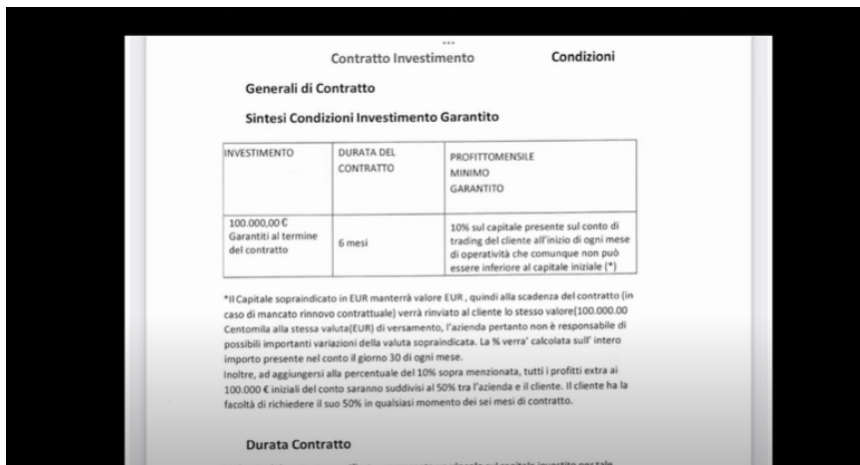 Contratto Investimento Condizioni
Generali di Contratto
Sintesi Condizioni Investimento Garantito
INVESTIMENTO
DURATA DEL
CONTRATTO
PROFITTOMENSILE
MINIMO
GARANTITO
100.000,00 €
Garantiti al termine
del contratto
6 mesi
10% sul capitale presente sul conto di
trading del cliente all'inizio di ogni mese
di operatività che comunque non può
essere inferiore al capitale iniziale (*)
*Il Capitale sopraindicato in EUR manterrà valore EUR , quindi alla scadenza del contratto (in
caso di mancato rinnovo contrattuale) verrà rinviato al cliente lo stesso valore(100.000.00
Centomila alla stessa valuta(EUR) di versamento, l'azienda pertanto non è responsabile di
possibili importanti variazioni della valuta sopraindicata. La % verra' calcolata sull' intero
importo presente nel conto il giorno 30 di ogni mese.
Inoltre, ad aggiungersi alla percentuale del 10% sopra menzionata, tutti i profitti extra ai
100.000 € iniziali del conto saranno suddivisi al 50% tra l'azienda e il cliente. Il cliente ha la
facoltà di richiedere il suo 50% in qualsiasi momento dei sei mesi di contratto.
Durata Contratto